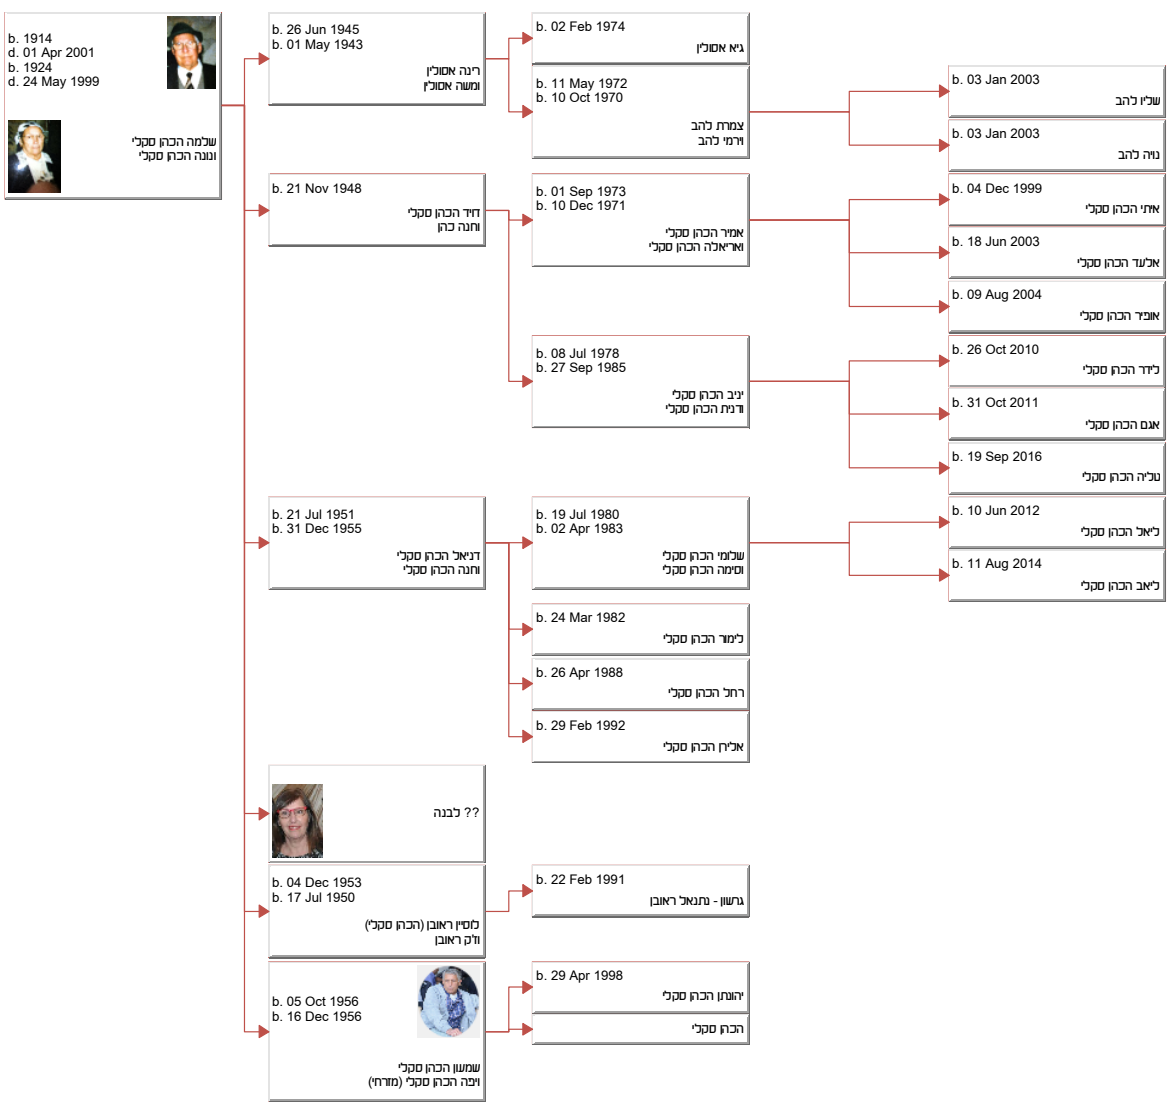 b. 1914
d. 01 Apr 2001
b. 1924
d. 24 May 1999
שלמה הכהן סקלי
ונונה הכהן סקלי
b. 26 Jun 1945
b. 01 May 1943
רינה אסולין
ומשה אסולין
b. 02 Feb 1974
גיא אסולין
b. 11 May 1972
b. 10 Oct 1970
צמרת להב
וירמי להב
b. 03 Jan 2003
שליו להב
b. 03 Jan 2003
נויה להב
b. 21 Nov 1948
דויד הכהן סקלי
וחנה כהן
b. 01 Sep 1973
b. 10 Dec 1971
אמיר הכהן סקלי
ואריאלה הכהן סקלי
b. 04 Dec 1999
איתי הכהן סקלי
b. 18 Jun 2003
אלעד הכהן סקלי
b. 09 Aug 2004
אופיר הכהן סקלי
b. 08 Jul 1978
b. 27 Sep 1985
יניב הכהן סקלי
ודנית הכהן סקלי
b. 26 Oct 2010
לידר הכהן סקלי
b. 31 Oct 2011
אגם הכהן סקלי
b. 19 Sep 2016
טליה הכהן סקלי
b. 21 Jul 1951
b. 31 Dec 1955
דניאל הכהן סקלי
וחנה הכהן סקלי
b. 19 Jul 1980
b. 02 Apr 1983
שלומי הכהן סקלי
וסימה הכהן סקלי
b. 10 Jun 2012
ליאל הכהן סקלי
b. 11 Aug 2014
ליאב הכהן סקלי
b. 24 Mar 1982
לימור הכהן סקלי
b. 26 Apr 1988
רחל הכהן סקלי
b. 29 Feb 1992
אלירן הכהן סקלי
?? לבנה
b. 04 Dec 1953
b. 17 Jul 1950
לוסיין ראובן (הכהן סקלי)
וז'ק ראובן
b. 22 Feb 1991
גרשון - נתנאל ראובן
b. 05 Oct 1956
b. 16 Dec 1956
שמעון הכהן סקלי
ויפה הכהן סקלי (מזרחי)
b. 29 Apr 1998
יהונתן הכהן סקלי
הכהן סקלי